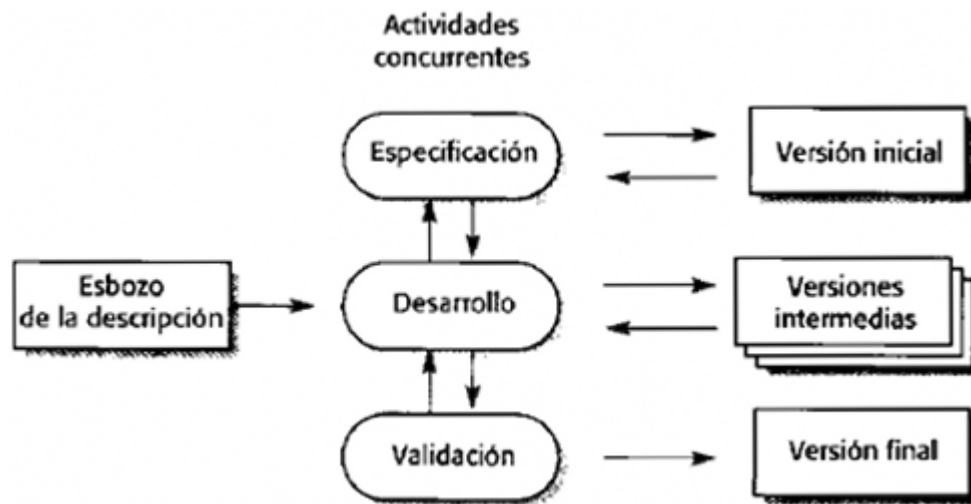 Actividades
concurrentes
Especificación
Versión inicial
Esbozo
de la descripción
Desarrollo
Versiones
intermedias
Validación
Versión final